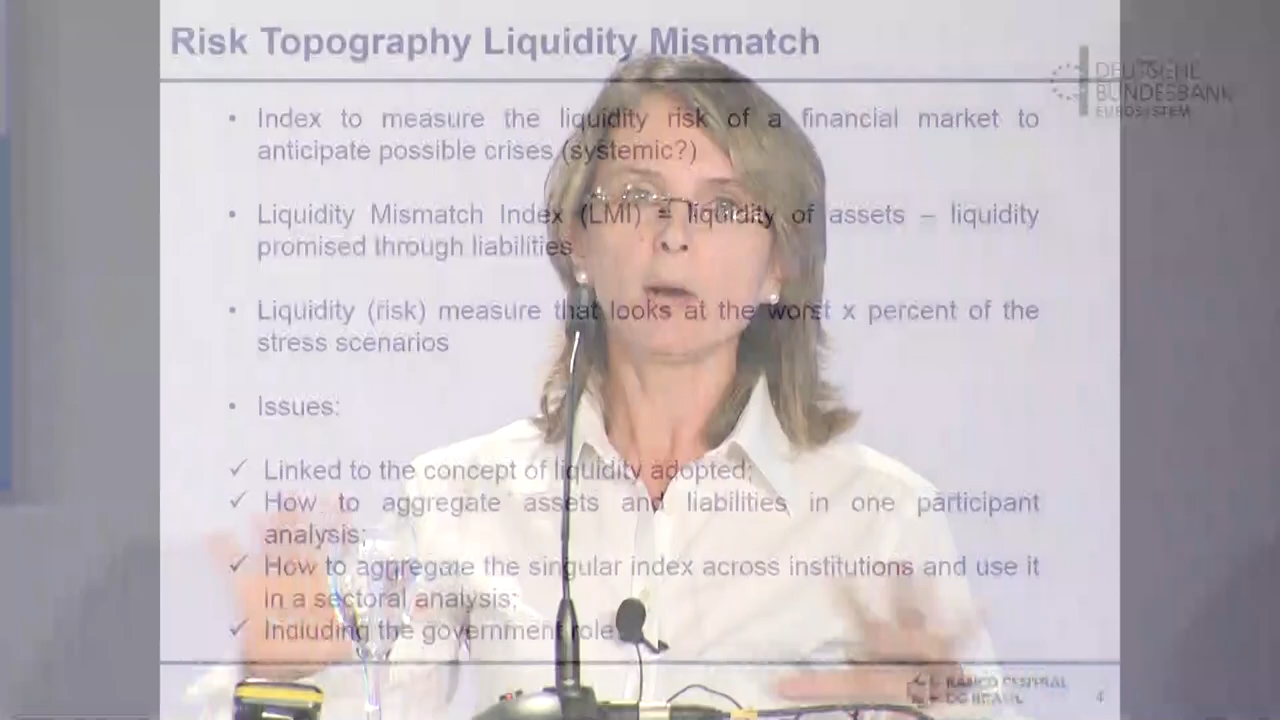 Risk Topography Liquidity Mismatch
DEUTSCHE
BUNDESBANK
EUROSYSTEM
• Index to measure the liquidity risk of a financial market to
anticipate possible crises (systemic?)
• Liquidity Mismatch Index (LMI) = liquidity of assets – liquidity
promised through liabilities
• Liquidity (risk) measure that looks at the worst x percent of the
stress scenarios
• Issues:
✓ Linked to the concept of liquidity adopted;
✓ How to aggregate assets and liabilities in one participant
analysis;
✓ How to aggregate the singular index across institutions and use it
in a sectoral analysis;
✓ Including the government role
BANCO CENTRAL
DO BRASIL
4